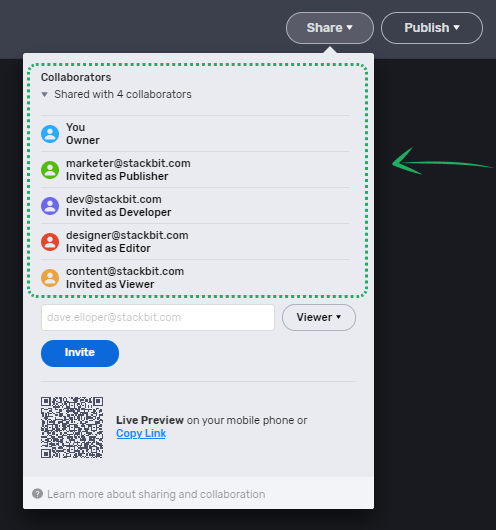 Share
Publish
Collaborators
Shared with 4 collaborators
You
Owner
marketer@stackbit.com
Invited as Publisher
dev@stackbit.com
Invited as Developer
designer@stackbit.com
Invited as Editor
content@stackbit.com
Invited as Viewer
dave.elloper@stackbit.com
Viewer
Invite
Live Preview on your mobile phone or
Copy Link
? Learn more about sharing and collaboration